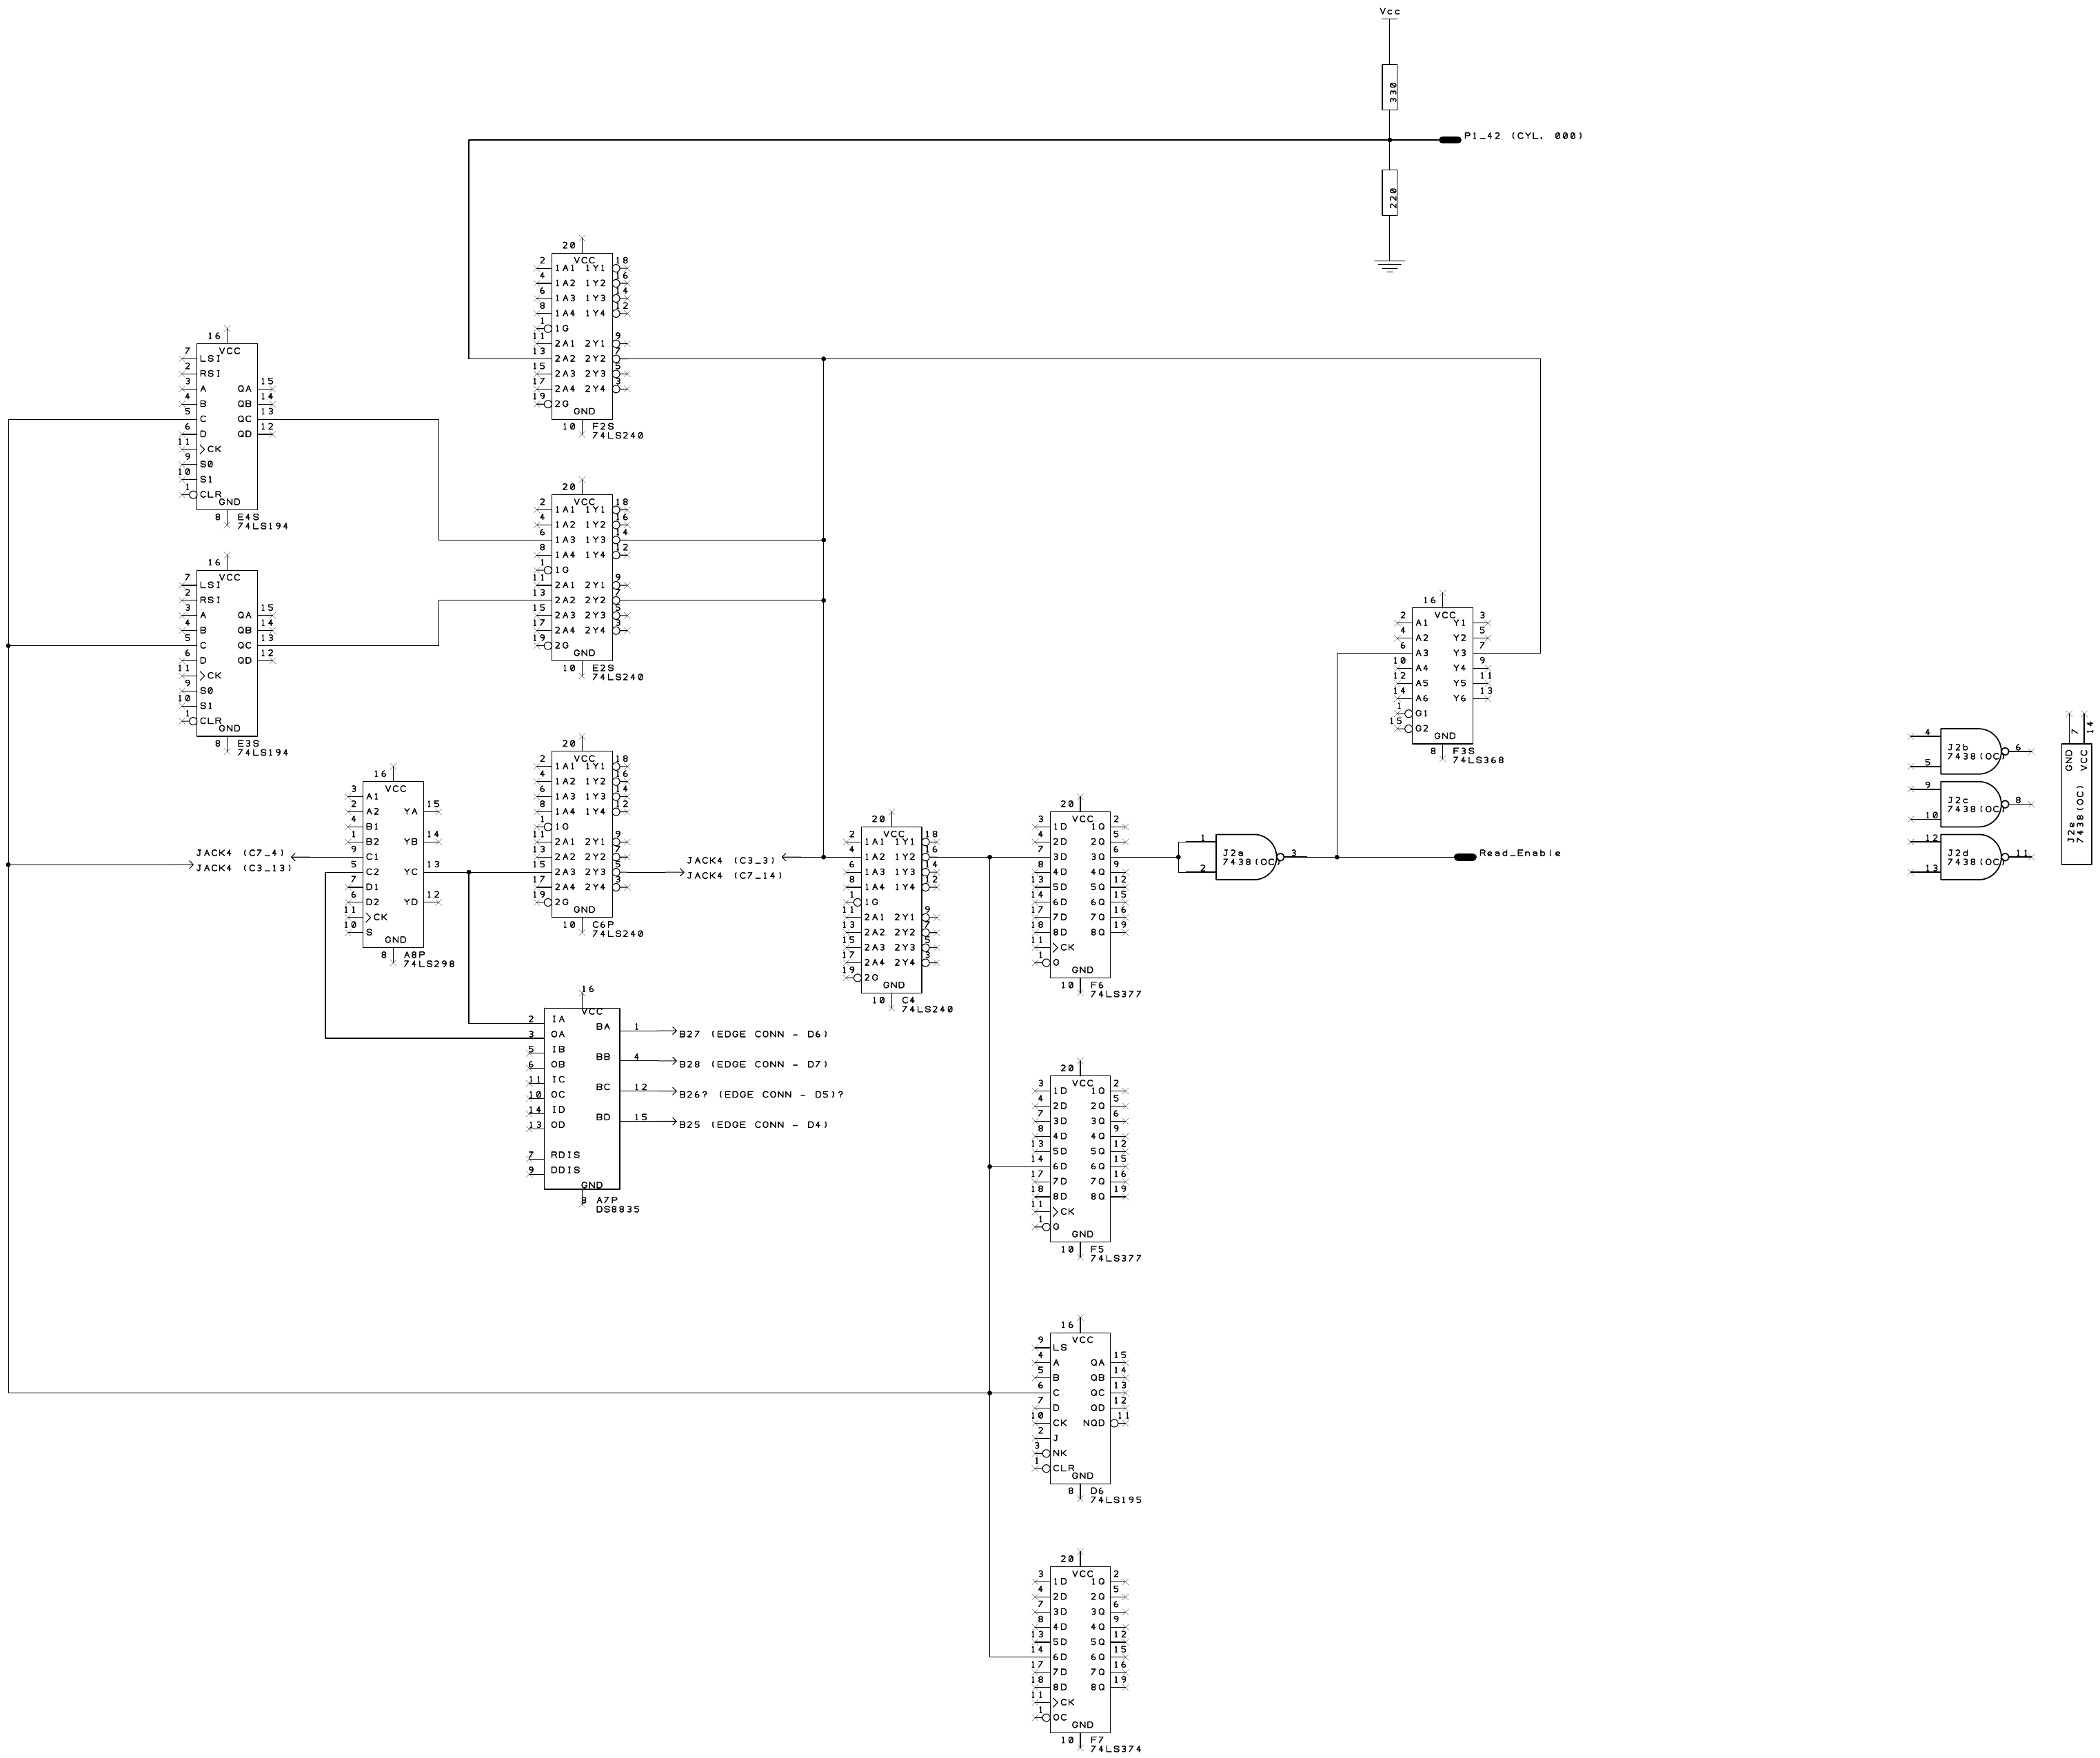 Vcc
330
P1_42 (CYL. 000)
220
20
VCC
2 1A1 1Y1 18
4 1A2 1Y2 16
6 1A3 1Y3 14
8 1A4 1Y4 12
1 1G
11 2A1 2Y1 9
13 2A2 2Y2 7
15 2A3 2Y3 5
17 2A4 2Y4 3
19 2G
GND
10 F2S
74LS240
16
VCC
7 LSI
2 RSI
3 A QA 15
4 B QB 14
5 C QC 13
6 D QD 12
11 CK
9 S0
10 S1
1 CLR
GND
8 E4S
74LS194
20
VCC
2 1A1 1Y1 18
4 1A2 1Y2 16
6 1A3 1Y3 14
8 1A4 1Y4 12
1 1G
11 2A1 2Y1 9
13 2A2 2Y2 7
15 2A3 2Y3 5
17 2A4 2Y4 3
19 2G
GND
10 E2S
74LS240
16
VCC
7 LSI
2 RSI
3 A QA 15
4 B QB 14
5 C QC 13
6 D QD 12
11 CK
9 S0
10 S1
1 CLR
GND
8 E3S
74LS194
16
VCC
2 A1 Y1 3
4 A2 Y2 5
6 A3 Y3 7
10 A4 Y4 9
12 A5 Y5 11
14 A6 Y6 13
1 G1
15 G2
GND
8 F3S
74LS368
20
VCC
2 1A1 1Y1 18
4 1A2 1Y2 16
6 1A3 1Y3 14
8 1A4 1Y4 12
1 1G
11 2A1 2Y1 9
13 2A2 2Y2 7
15 2A3 2Y3 5
17 2A4 2Y4 3
19 2G
GND
10 C6P
74LS240
16
VCC
3 A1
2 A2 YA 15
4 B1
1 B2 YB 14
9 C1
5 C2 YC 13
7 D1
6 D2 YD 12
11 CK
10 S
GND
8 A8P
74LS298
JACK4 (C7_4)
JACK4 (C3_13)
JACK4 (C3_3)
JACK4 (C7_14)
20
VCC
2 1A1 1Y1 18
4 1A2 1Y2 16
6 1A3 1Y3 14
8 1A4 1Y4 12
1 1G
11 2A1 2Y1 9
13 2A2 2Y2 7
15 2A3 2Y3 5
17 2A4 2Y4 3
19 2G
GND
10 C4
74LS240
20
VCC
3 1D 1Q 2
4 2D 2Q 5
7 3D 3Q 6
8 4D 4Q 9
13 5D 5Q 12
14 6D 6Q 15
17 7D 7Q 16
18 8D 8Q 19
11 CK
1 G
GND
10 F6
74LS377
1
2
J2a
7438(OC)
3
Read_Enable
4
5
J2b
7438(OC)
6
9
10
J2c
7438(OC)
8
12
13
J2d
7438(OC)
11
GND 7
VCC 14
J2e
7438(OC)
16
VCC
2 IA
3 OA BA 1 B27 (EDGE CONN - D6)
5 IB
6 OB BB 4 B28 (EDGE CONN - D7)
11 IC
10 OC BC 12 B26? (EDGE CONN - D5)?
14 ID
13 OD BD 15 B25 (EDGE CONN - D4)
7 RDIS
9 DDIS
GND
8 A7P
DS8835
20
VCC
3 1D 1Q 2
4 2D 2Q 5
7 3D 3Q 6
8 4D 4Q 9
13 5D 5Q 12
14 6D 6Q 15
17 7D 7Q 16
18 8D 8Q 19
11 CK
1 G
GND
10 F5
74LS377
16
VCC
9 LS
4 A QA 15
5 B QB 14
6 C QC 13
7 D QD 12
10 CK NQD 11
2 J
3 NK
1 CLR
GND
8 D6
74LS195
20
VCC
3 1D 1Q 2
4 2D 2Q 5
7 3D 3Q 6
8 4D 4Q 9
13 5D 5Q 12
14 6D 6Q 15
17 7D 7Q 16
18 8D 8Q 19
11 CK
1 OC
GND
10 F7
74LS374